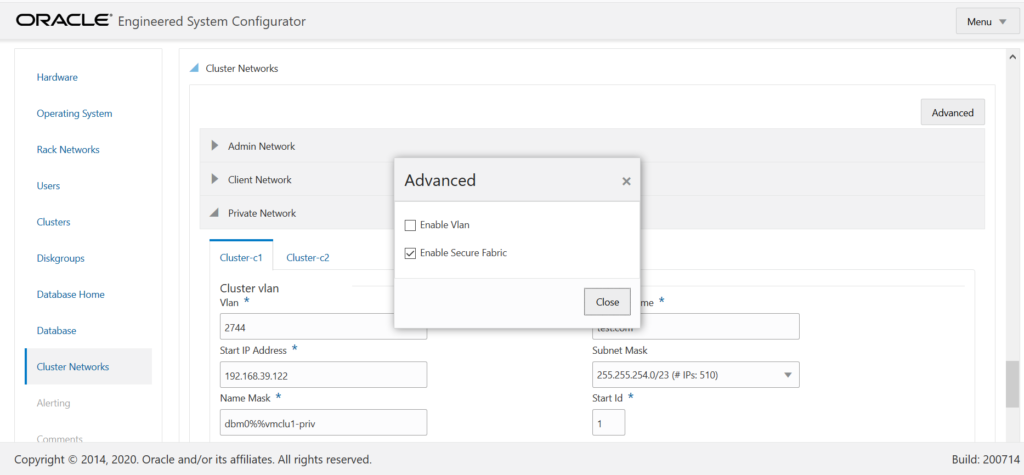 ORACLE® Engineered System Configurator
Menu
Hardware
Operating System
Rack Networks
Users
Clusters
Diskgroups
Database Home
Database
Cluster Networks
Alerting
Comments
Cluster Networks
Advanced
Admin Network
Client Network
Private Network
Advanced
×
Enable Vlan
Enable Secure Fabric
Close
Cluster-c1 Cluster-c2
Cluster vlan
Vlan *
me *
2744
test.com
Start IP Address *
Subnet Mask
192.168.39.122
255.255.254.0/23 (# IPs: 510)
Name Mask *
Start Id *
dbm0%%vmclu1-priv
1
Copyright © 2014, 2020. Oracle and/or its affiliates. All rights reserved.
Build: 200714